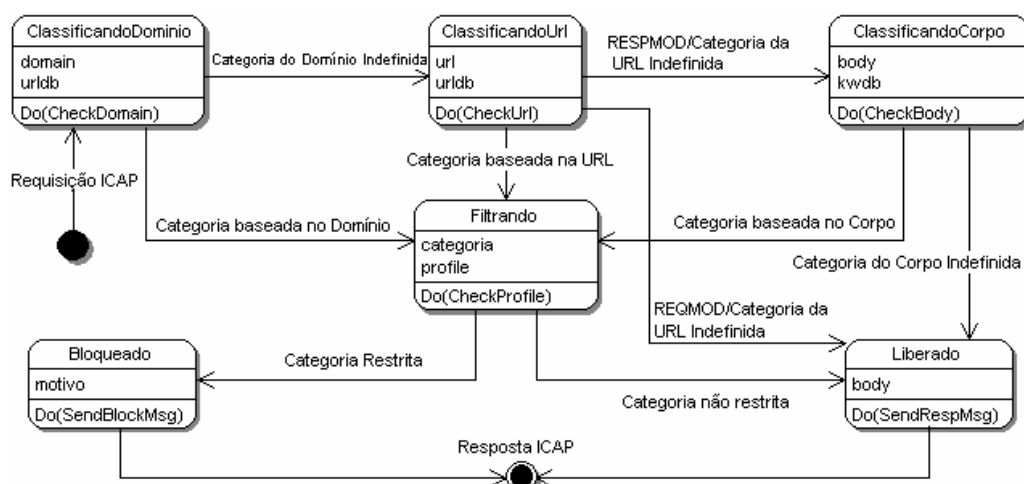 ClassificandoDominio
domain
urldb
Do(CheckDomain)
Categoria do Domínio Indefinida
ClassificandoUrl
url
urldb
Do(CheckUrl)
RESPMOD/Categoria da
URL Indefinida
ClassificandoCorpo
body
kwdb
Do(CheckBody)
Requisição ICAP
Categoria baseada na URL
Categoria baseada no Domínio
Filtrando
categoria
profile
Do(CheckProfile)
Categoria baseada no Corpo
Categoria do Corpo Indefinida
REQMOD/Categoria da
URL Indefinida
Bloqueado
motivo
Do(SendBlockMsg)
Categoria Restrita
Categoria não restrita
Liberado
body
Do(SendRespMsg)
Resposta ICAP